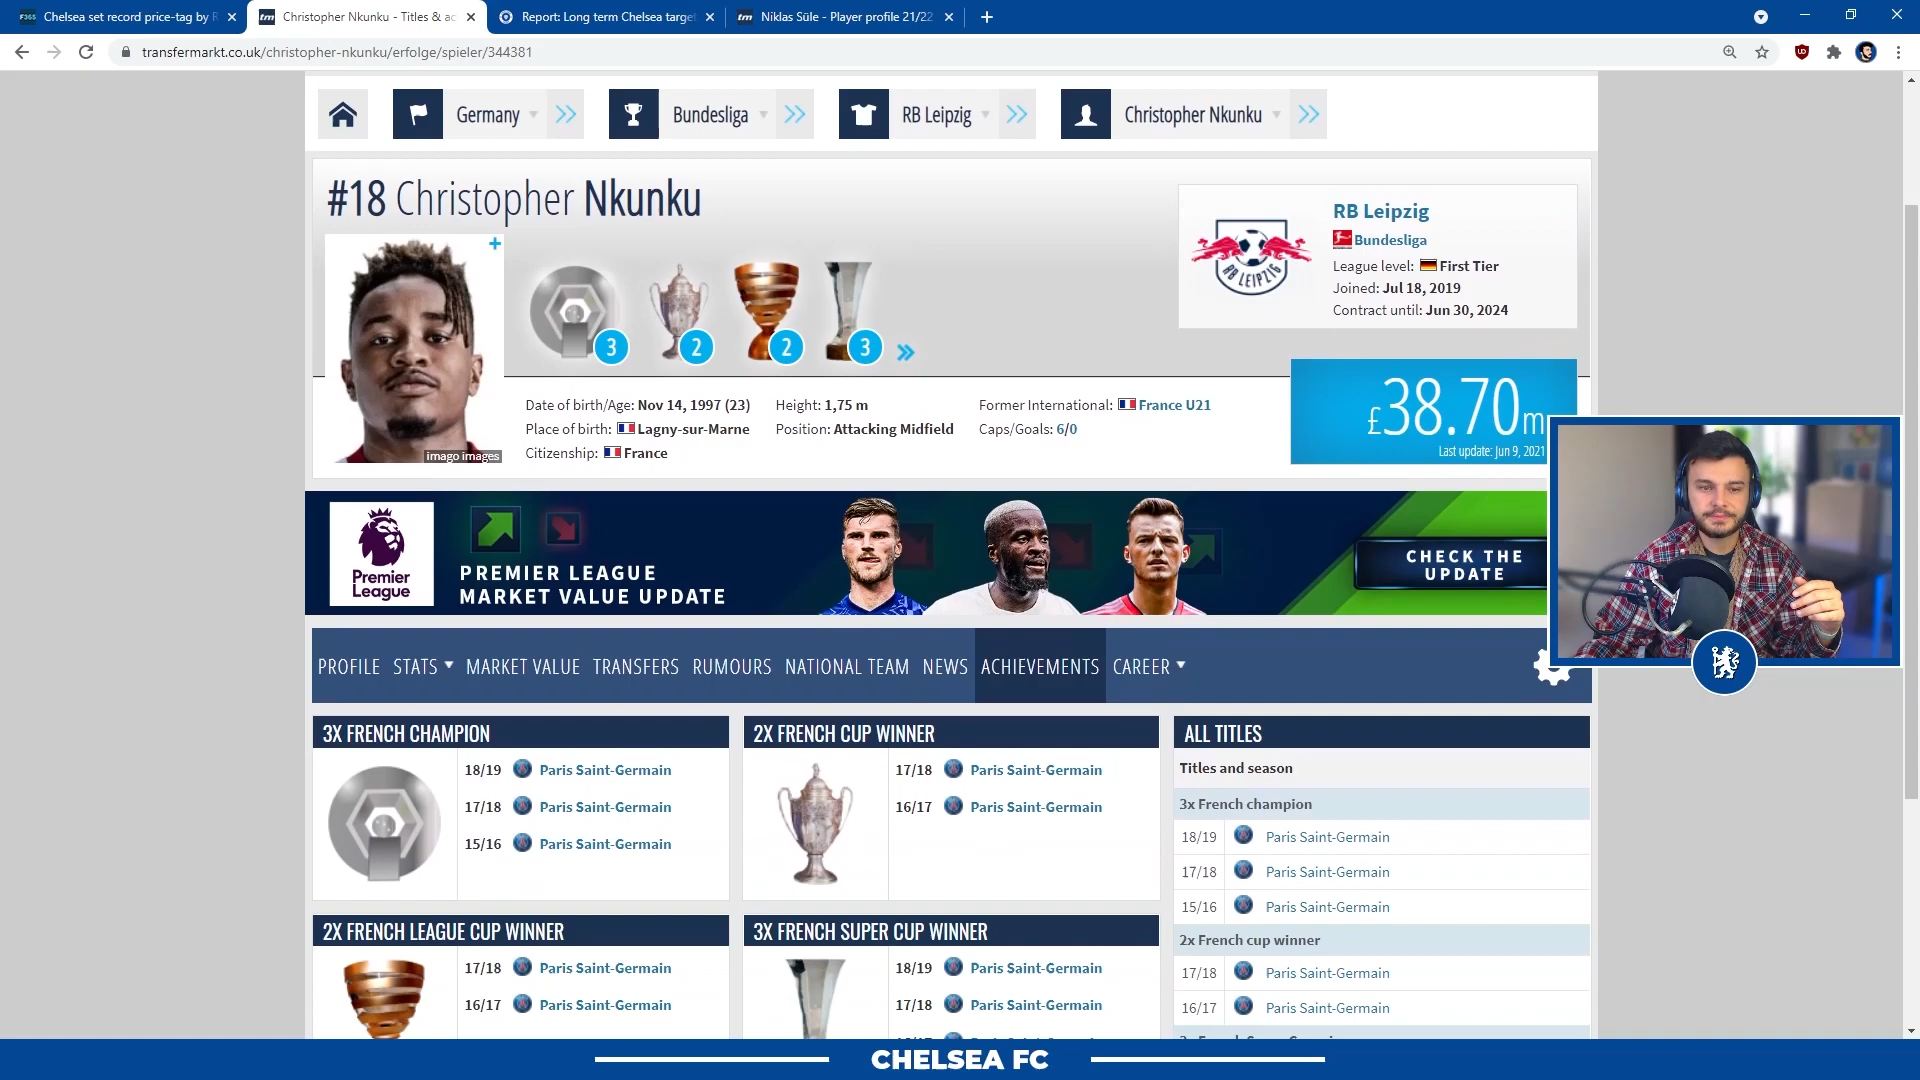 F365 Chelsea set record price-tag by R
tm Christopher Nkunku - Titles & ac
Report: Long term Chelsea targe
tm Niklas Süle - Player profile 21/22
transfermarkt.co.uk/christopher-nkunku/erfolge/spieler/344381
Germany
Bundesliga
RB Leipzig
Christopher Nkunku
#18 Christopher Nkunku
+
3
2
2
3
imago images
RB Leipzig
Bundesliga
League level: First Tier
Joined: Jul 18, 2019
Contract until: Jun 30, 2024
RB LEIPZIG
Date of birth/Age: Nov 14, 1997 (23)
Place of birth: Lagny-sur-Marne
Citizenship: France
Height: 1,75 m
Position: Attacking Midfield
Former International: France U21
Caps/Goals: 6/0
£38.70m
Last update: Jun 9, 2021
Premier
League
PREMIER LEAGUE
MARKET VALUE UPDATE
CHECK THE
UPDATE
PROFILE STATS MARKET VALUE TRANSFERS RUMOURS NATIONAL TEAM NEWS ACHIEVEMENTS CAREER
3X FRENCH CHAMPION
18/19 Paris Saint-Germain
17/18 Paris Saint-Germain
15/16 Paris Saint-Germain
2X FRENCH CUP WINNER
17/18 Paris Saint-Germain
16/17 Paris Saint-Germain
2X FRENCH LEAGUE CUP WINNER
17/18 Paris Saint-Germain
16/17 Paris Saint-Germain
3X FRENCH SUPER CUP WINNER
18/19 Paris Saint-Germain
17/18 Paris Saint-Germain
ALL TITLES
Titles and season
3x French champion
18/19 Paris Saint-Germain
17/18 Paris Saint-Germain
15/16 Paris Saint-Germain
2x French cup winner
17/18 Paris Saint-Germain
16/17 Paris Saint-Germain
CHELSEA FC